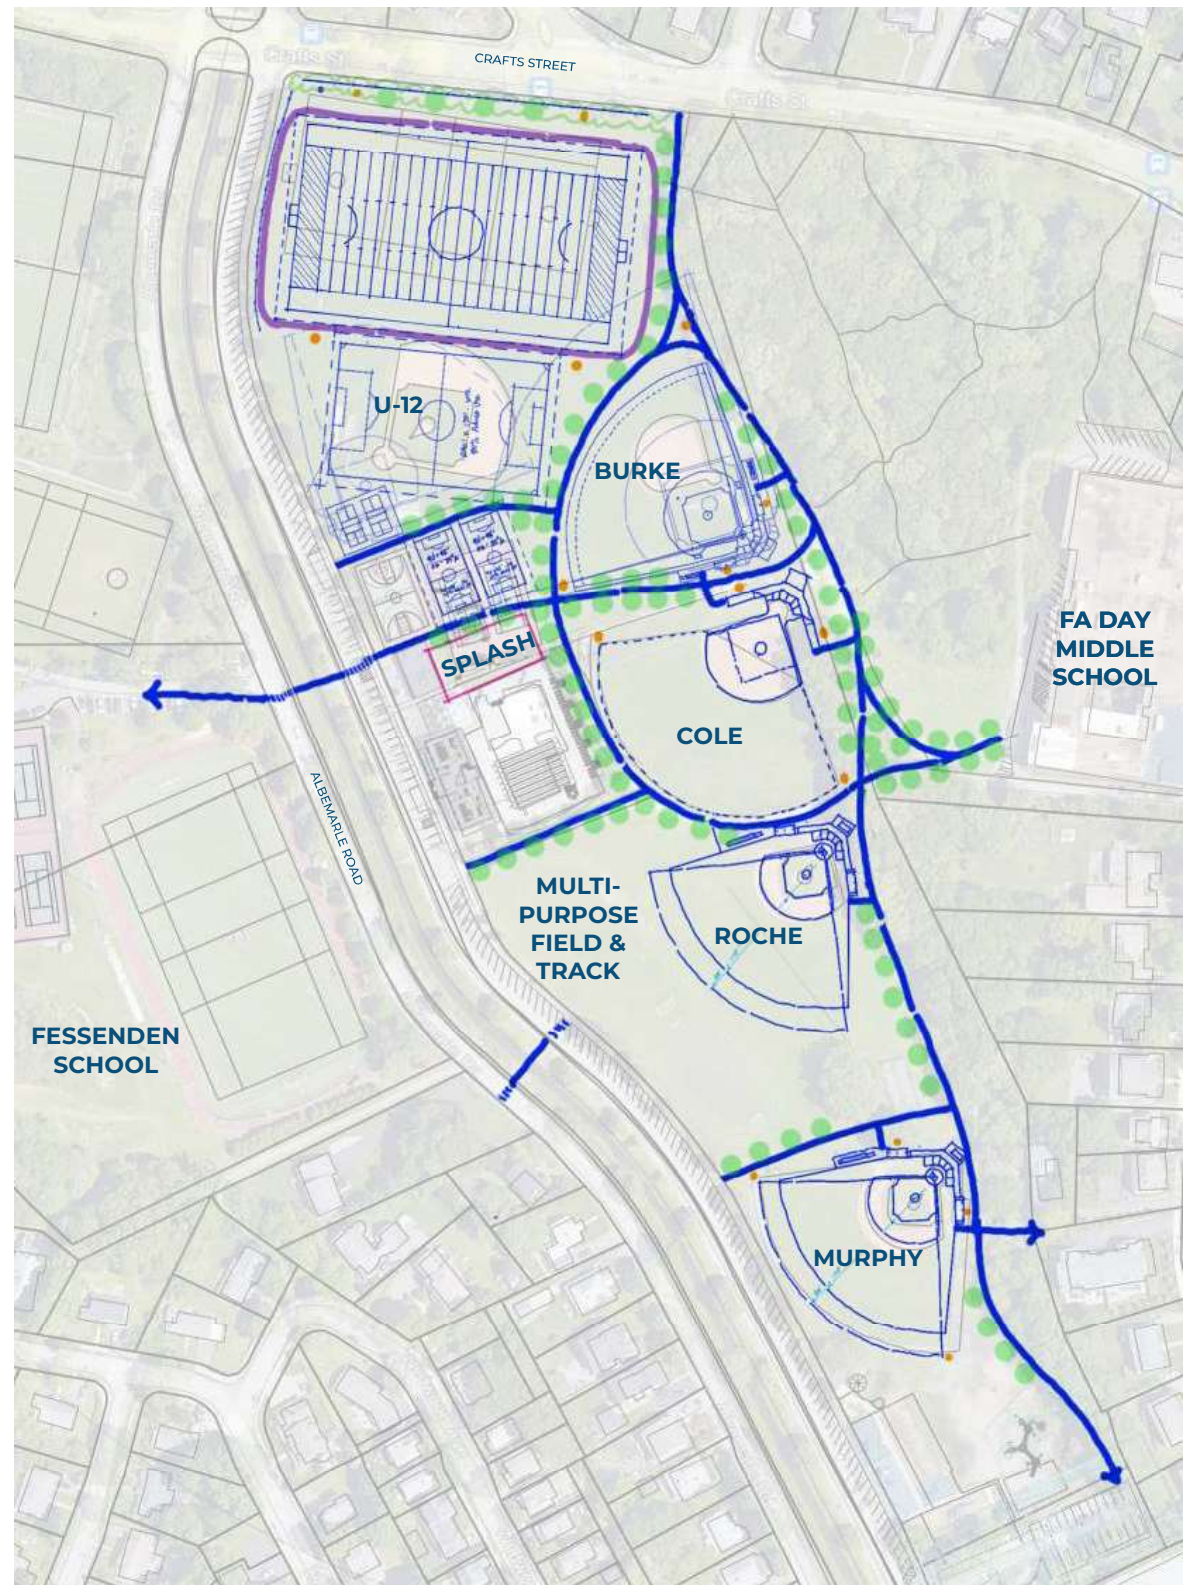 CRAFTS STREET
Crafts St
Crafts St
U-12
BURKE
SPLASH
FA DAY
MIDDLE
SCHOOL
COLE
ALBEMARLE ROAD
MULTI-
PURPOSE
FIELD &
TRACK
ROCHE
FESSENDEN
SCHOOL
MURPHY